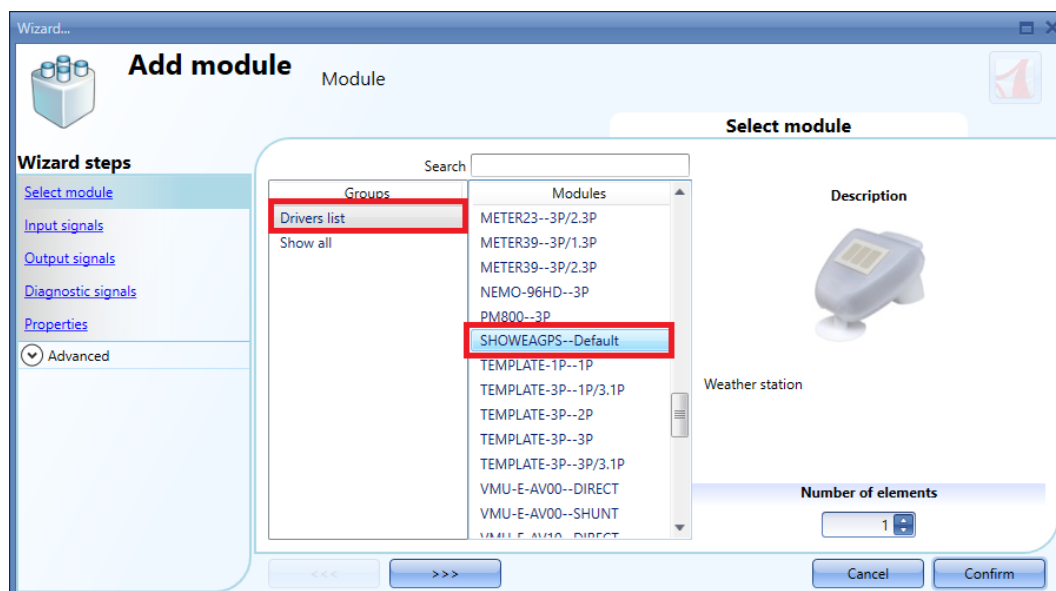 Wizard...
Add module
Module
Select module
Wizard steps
Select module
Input signals
Output signals
Diagnostic signals
Properties
Advanced
Search
Groups
Drivers list
Show all
Modules
METER23--3P/2.3P
METER39--3P/1.3P
METER39--3P/2.3P
NEMO-96HD--3P
PM800--3P
SHOWEAGPS--Default
TEMPLATE-1P--1P
TEMPLATE-3P--1P/3.1P
TEMPLATE-3P--2P
TEMPLATE-3P--3P
TEMPLATE-3P--3P/3.1P
VMU-E-AV00--DIRECT
VMU-E-AV00--SHUNT
VMU-E-AV10--DIRECT
Description
Weather station
Number of elements
1
<<<
>>>
Cancel
Confirm